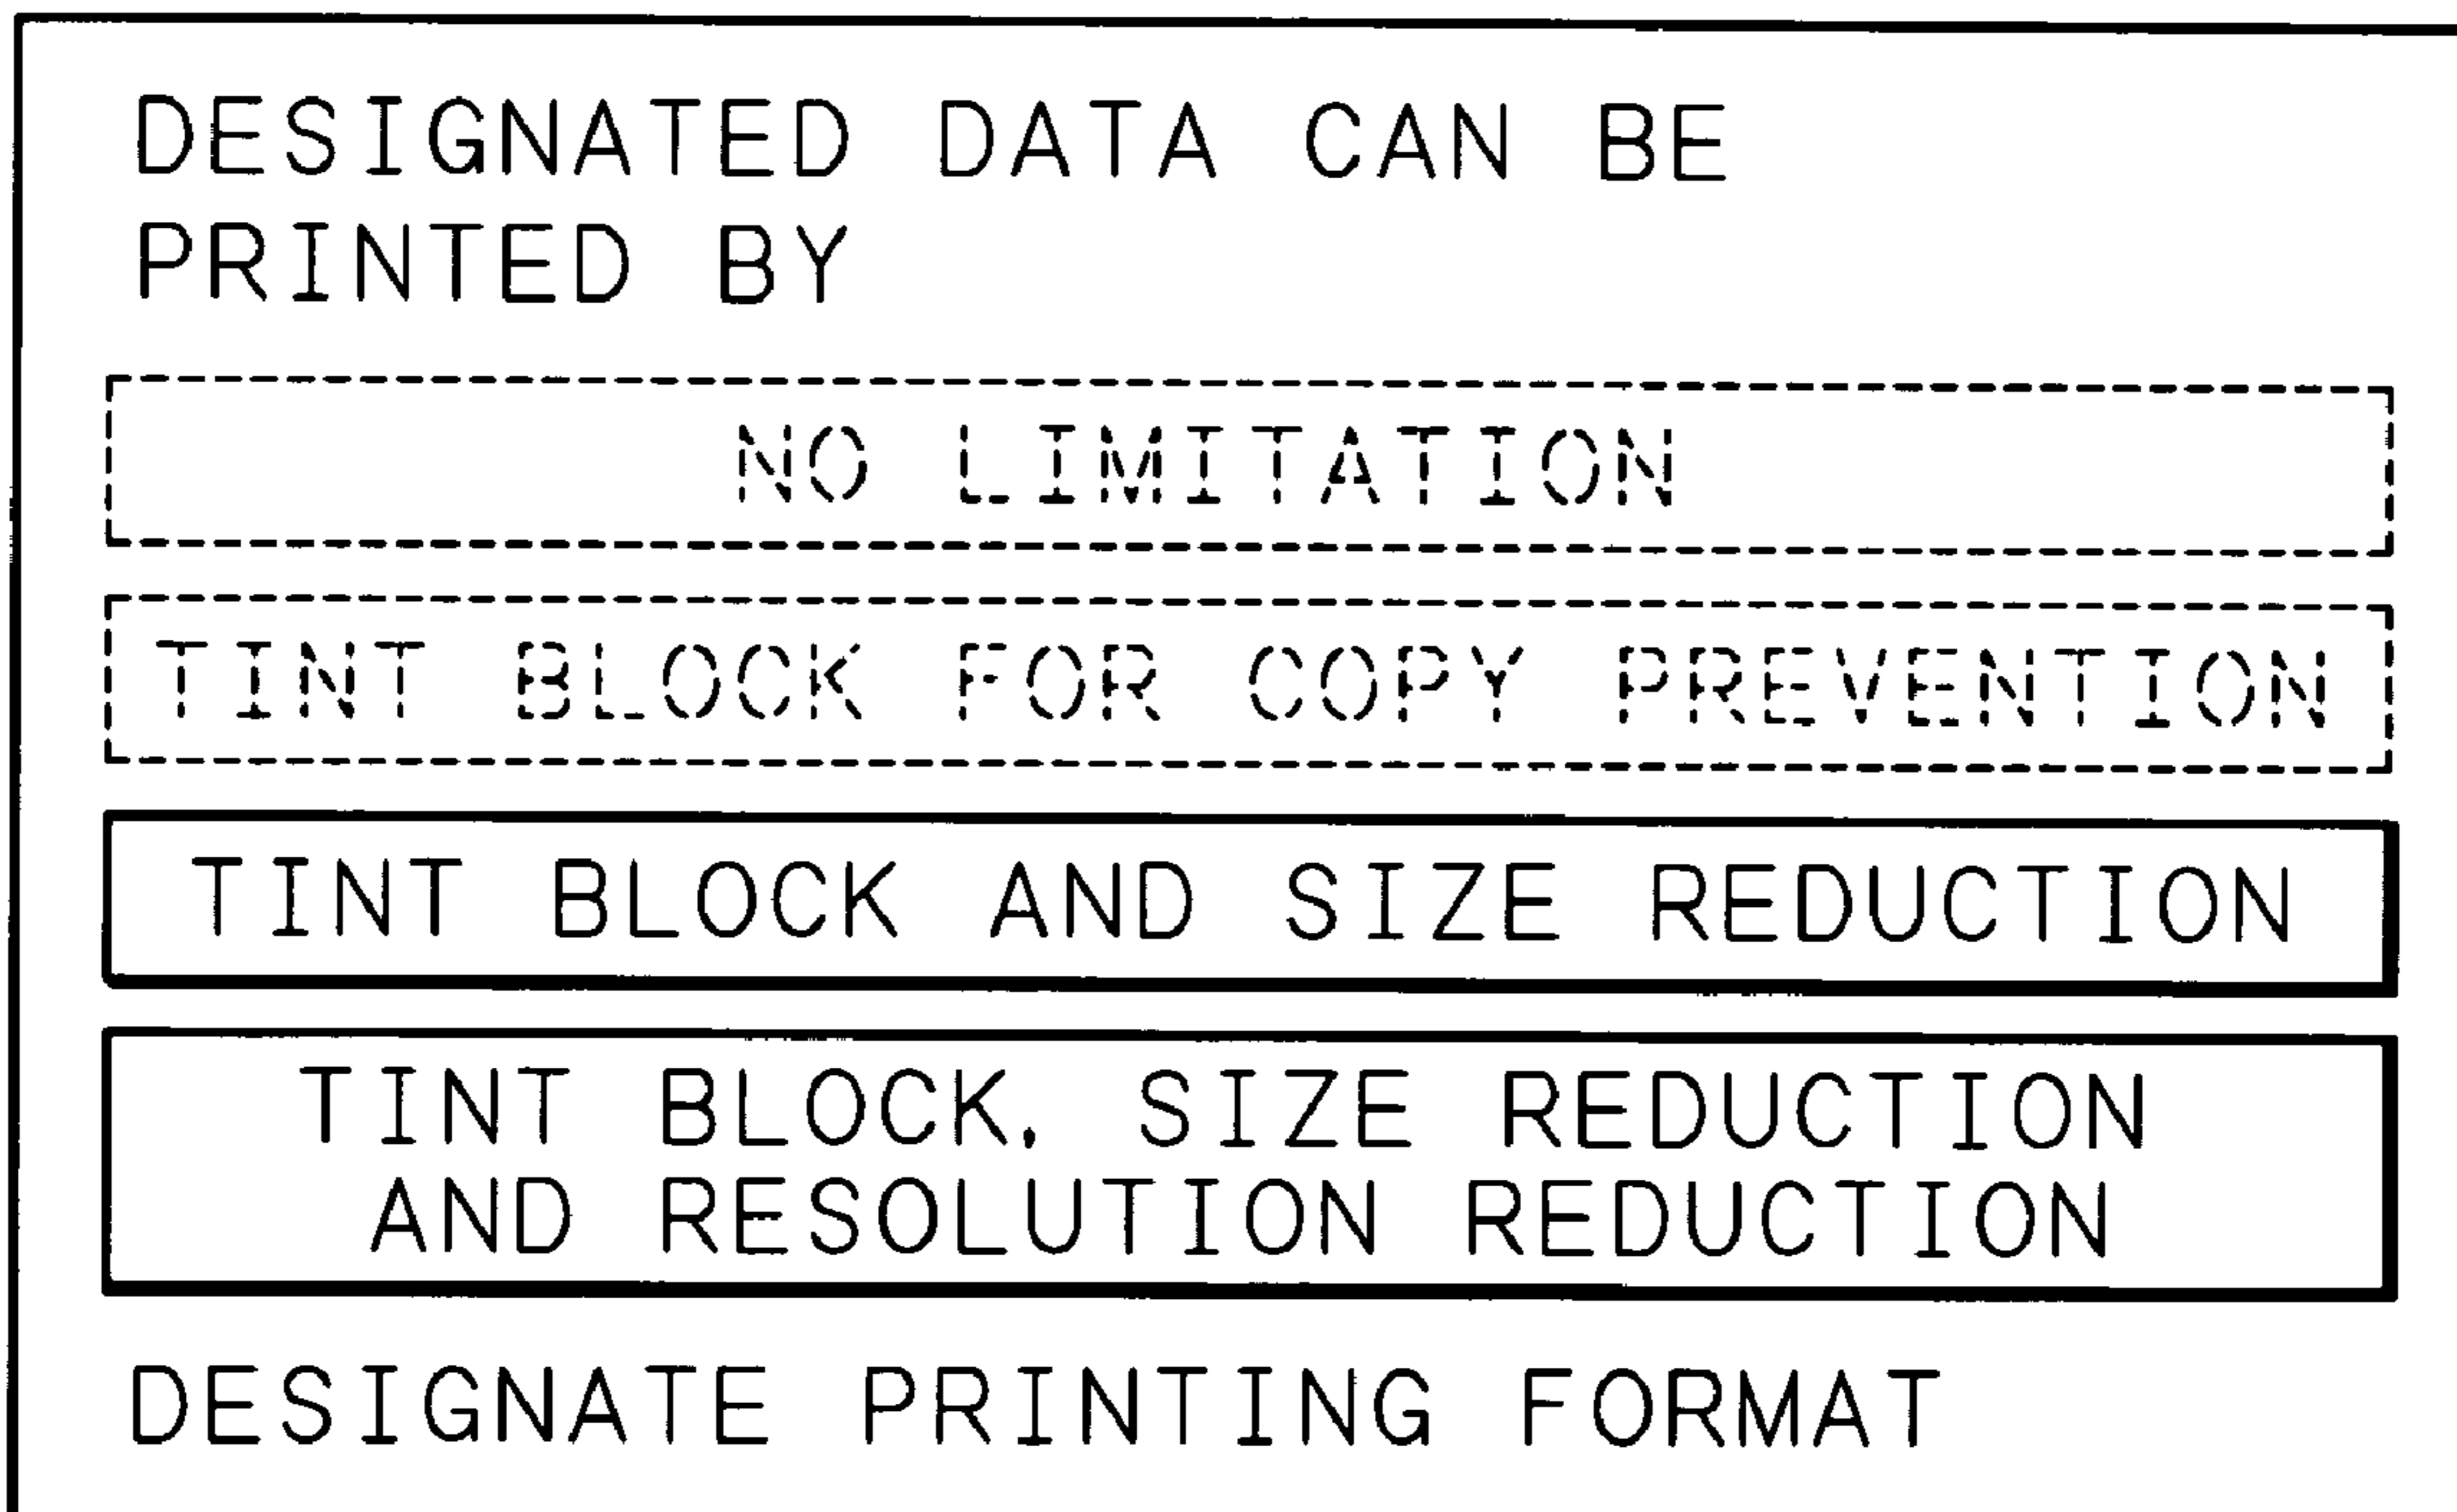 DESIGNATED DATA CAN BE
PRINTED BY
NO LIMITATION
TINT BLOCK FOR COPY PREVENTION
TINT BLOCK AND SIZE REDUCTION
TINT BLOCK, SIZE REDUCTION
AND RESOLUTION REDUCTION
DESIGNATE PRINTING FORMAT